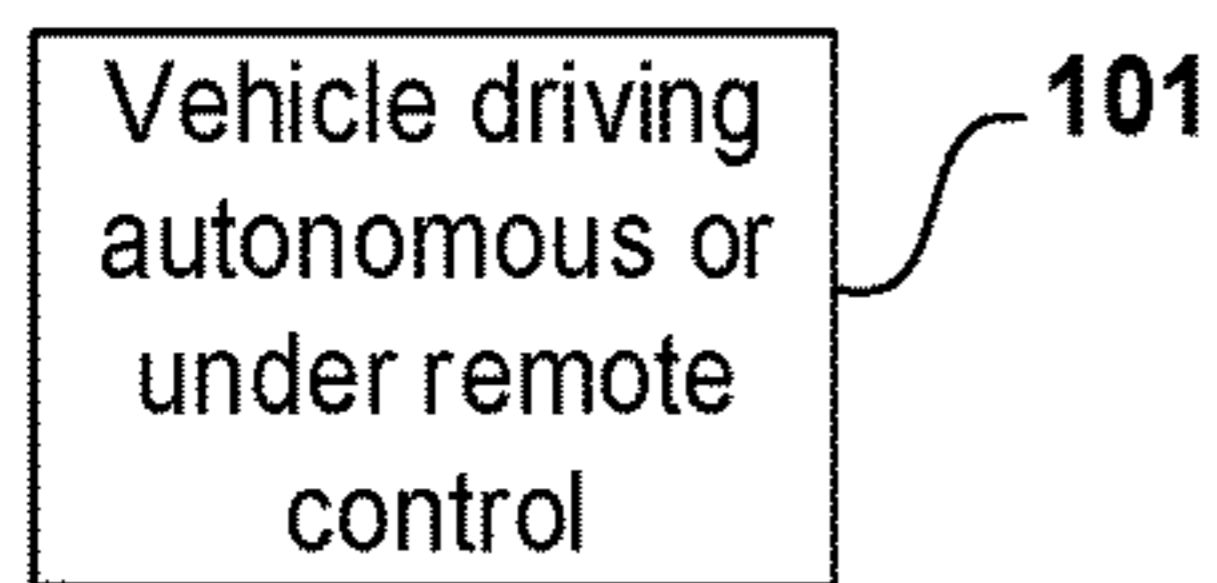 Vehicle driving
autonomous or
under remote
control
101